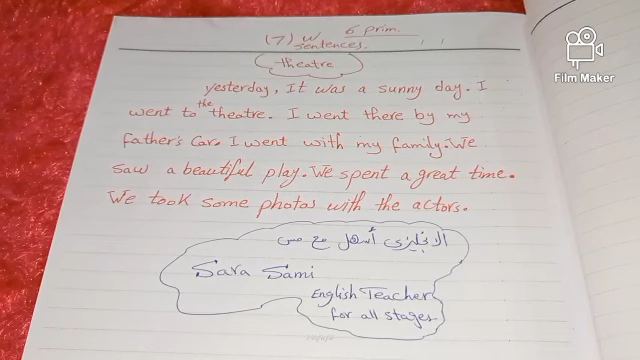 6 prim.
(7) w
sentences.
theatre
yesterday, It was a sunny day. I
went to the theatre. I went there by my
father's Car. I went with my family. We
saw a beautiful play. We spent a great time.
We took some photos with the actors.
الانجليزى أسهل مع مس
Sara Sami
English Teacher
for all stages
Film Maker